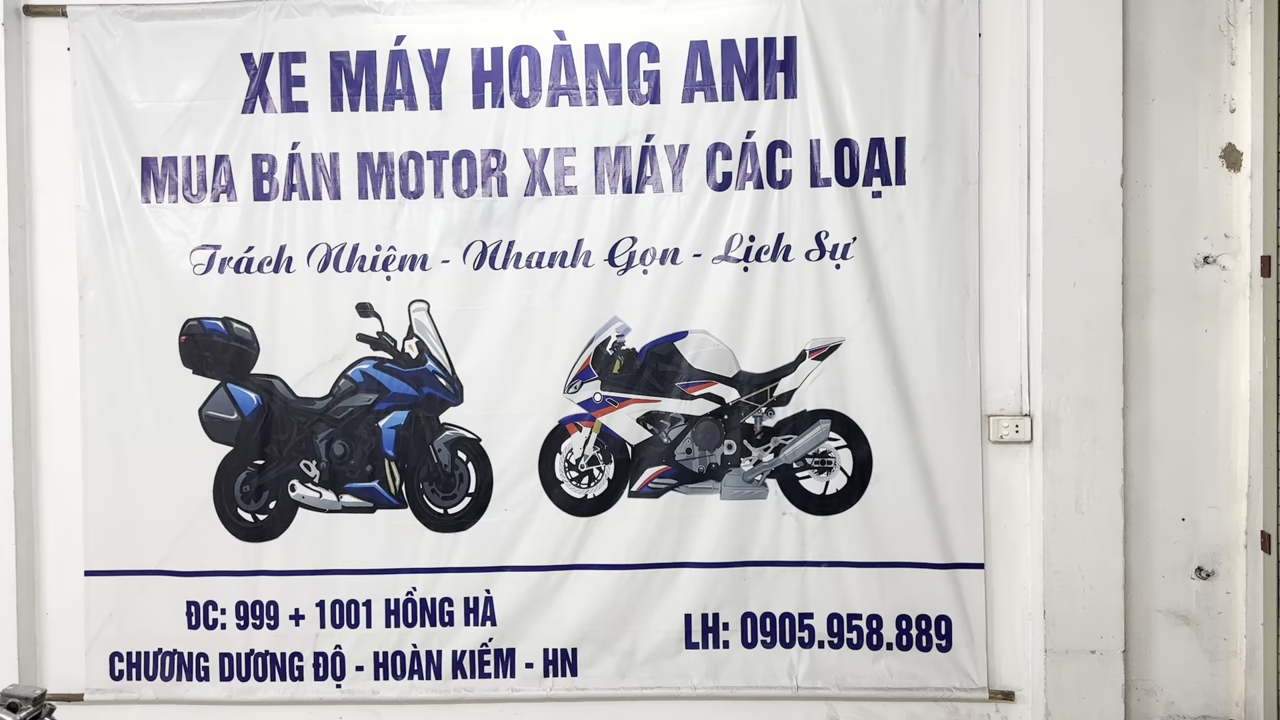 XE MÁY HOÀNG ANH
MUA BÁN MOTOR XE MÁY CÁC LOẠI
Trách Nhiệm - Nhanh Gọn - Lịch Sự
ĐC: 999 + 1001 HỒNG HÀ
CHƯƠNG DƯƠNG ĐỘ - HOÀN KIẾM - HN
LH: 0905.958.889